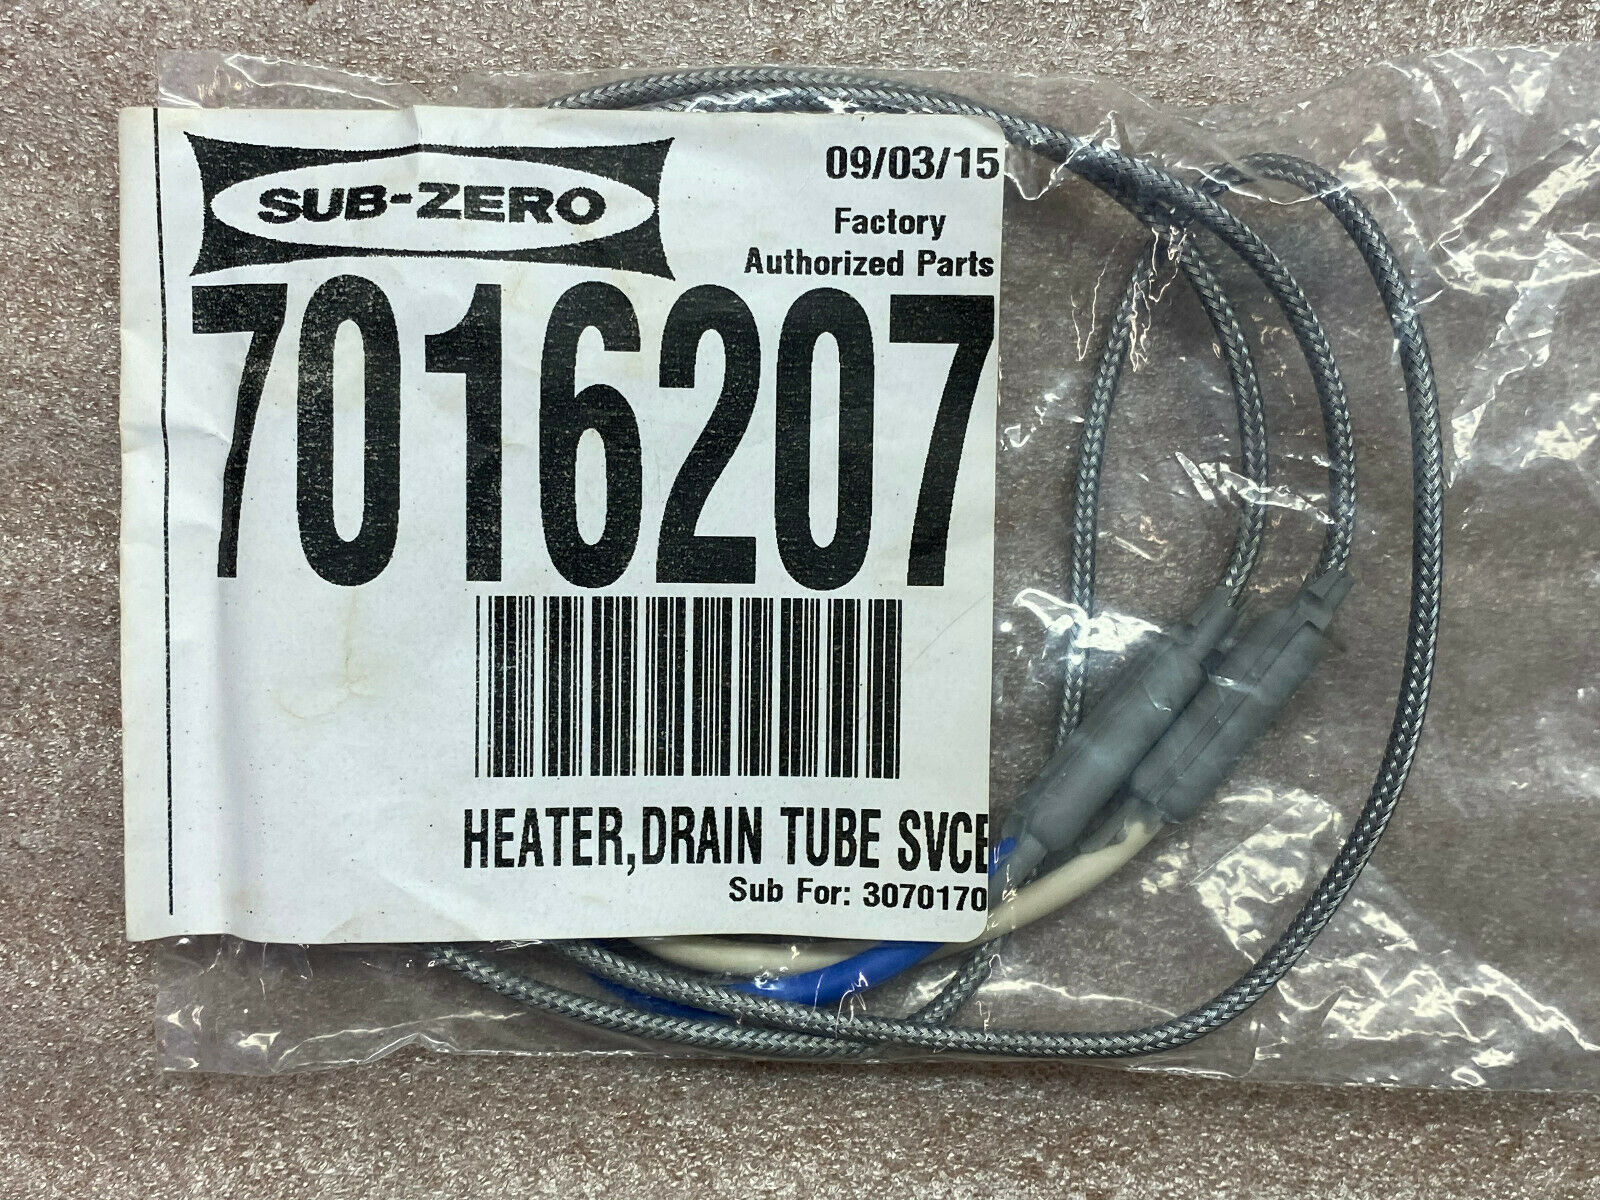 SUB-ZERO
09/03/15
Factory
Authorized Parts
7016207
HEATER,DRAIN TUBE SVCE
Sub For: 3070170